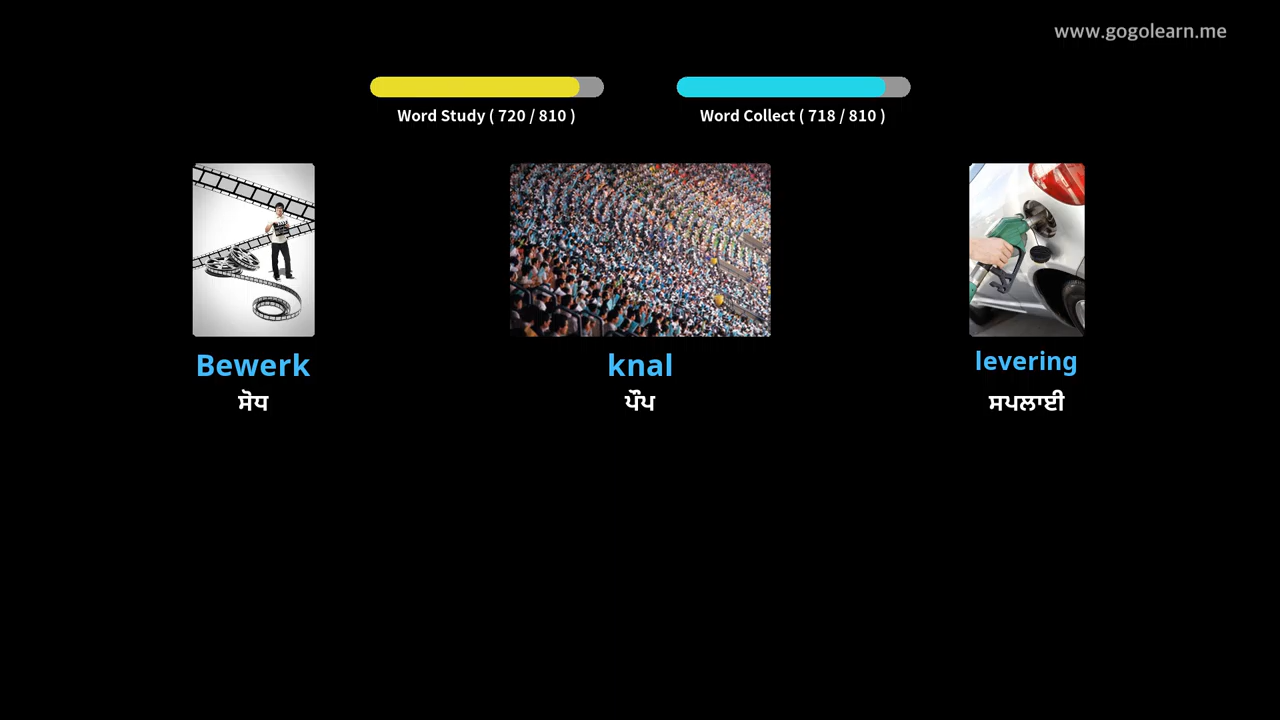 www.gogolearn.me
Word Study ( 720 / 810 )
Word Collect ( 718 / 810 )
Bewerk
knal
levering
ਸੋਧ
ਪੌਪ
ਸਪਲਾਈ